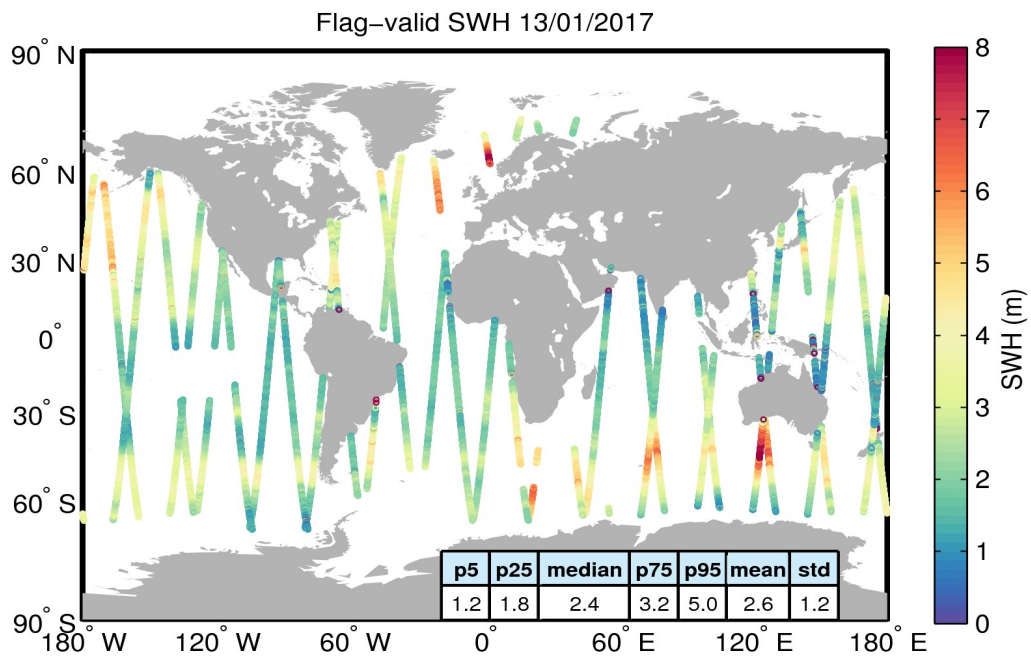 Flag−valid SWH 13/01/2017
90° N
60° N
30° N
0°
30° S
60° S
90° S
180° W
120° W
60° W
0°
60° E
120° E
180° E
8
7
6
5
4
3
2
1
0
SWH (m)
p5 p25 median p75 p95 mean std
1.2 1.8 2.4 3.2 5.0 2.6 1.2